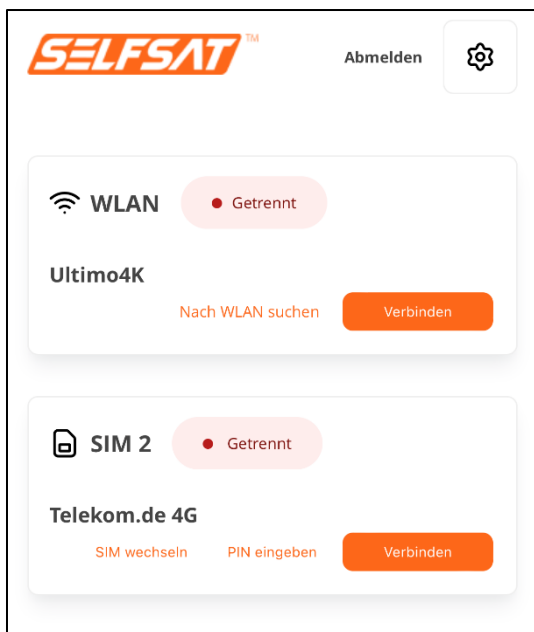 SELFSAT™
Abmelden
WLAN
Getrennt
Ultimo4K
Nach WLAN suchen
Verbinden
SIM 2
Getrennt
Telekom.de 4G
SIM wechseln
PIN eingeben
Verbinden